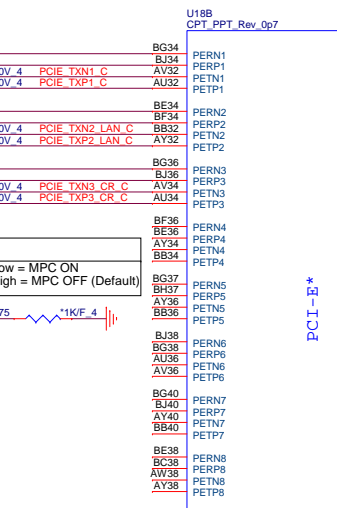 U18B
CPT_PPT_Rev_0p7
BG34 PERN1
BJ34 PERP1
0V_4 PCIE_TXN1_C AV32 PETN1
0V_4 PCIE_TXP1_C AU32 PETP1
BE34 PERN2
BF34 PERP2
0V_4 PCIE_TXN2_LAN_C BB32 PETN2
0V_4 PCIE_TXP2_LAN_C AY32 PETP2
BG36 PERN3
BJ36 PERP3
0V_4 PCIE_TXN3_CR_C AV34 PETN3
0V_4 PCIE_TXP3_CR_C AU34 PETP3
BF36 PERN4
BE36 PERP4
AY34 PETN4
BB34 PETP4
ow = MPC ON
igh = MPC OFF (Default)
BG37 PERN5
BH37 PERP5
AY36 PETN5
75 *1K/F_4 BB36 PETP5
PCI-E*
BJ38 PERN6
BG38 PERP6
AU36 PETN6
AV36 PETP6
BG40 PERN7
BJ40 PERP7
AY40 PETN7
BB40 PETP7
BE38 PERN8
BC38 PERP8
AW38 PETN8
AY38 PETP8